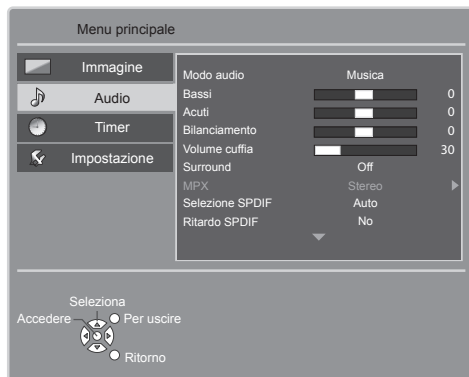 Menu principale
Immagine
Audio
Timer
Impostazione
Modo audio Musica
Bassi 0
Acuti 0
Bilanciamento 0
Volume cuffia 30
Surround Off
MPX Stereo
Selezione SPDIF Auto
Ritardo SPDIF No
Seleziona
Accedere Per uscire
Ritorno